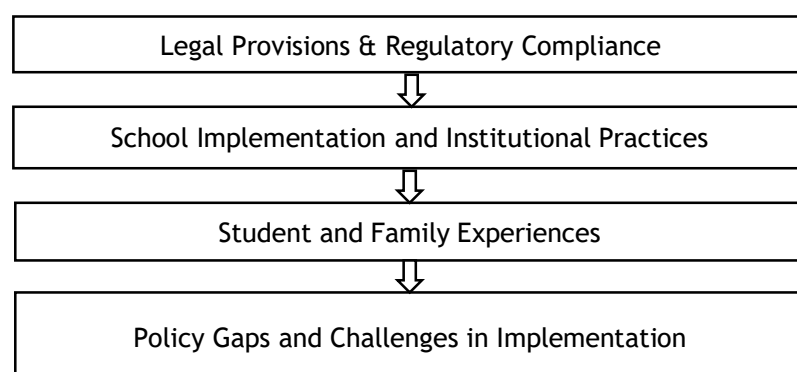 Legal Provisions & Regulatory Compliance
School Implementation and Institutional Practices
Student and Family Experiences
Policy Gaps and Challenges in Implementation